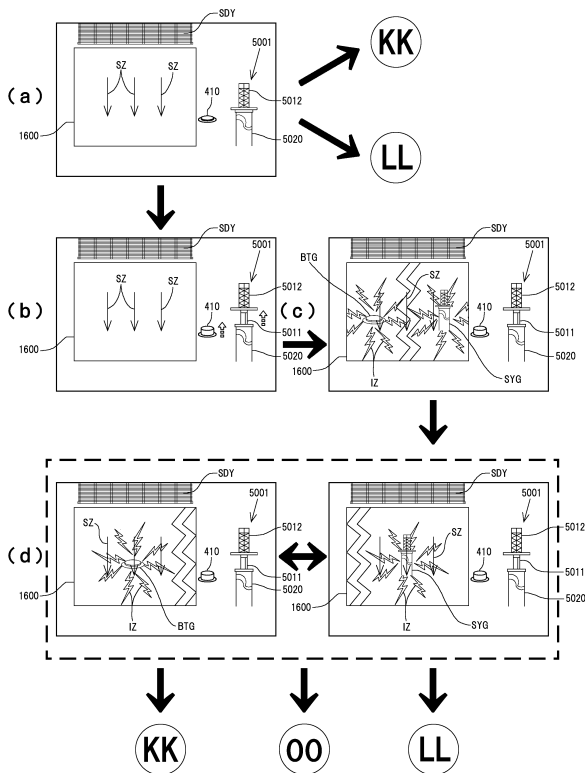 SDY
SZ
SZ
410
5001
5012
5020
1600
(a)
KK
LL
SDY
SZ
SZ
410
5001
5012
5011
5020
1600
(b)
SDY
BTG
SZ
5001
5012
410
5011
5020
1600
IZ
SYG
(c)
SDY
SZ
5001
5012
410
5011
5020
1600
IZ
BTG
(d)
SDY
5001
5012
SZ
410
5011
5020
1600
IZ
SYG
KK
OO
LL